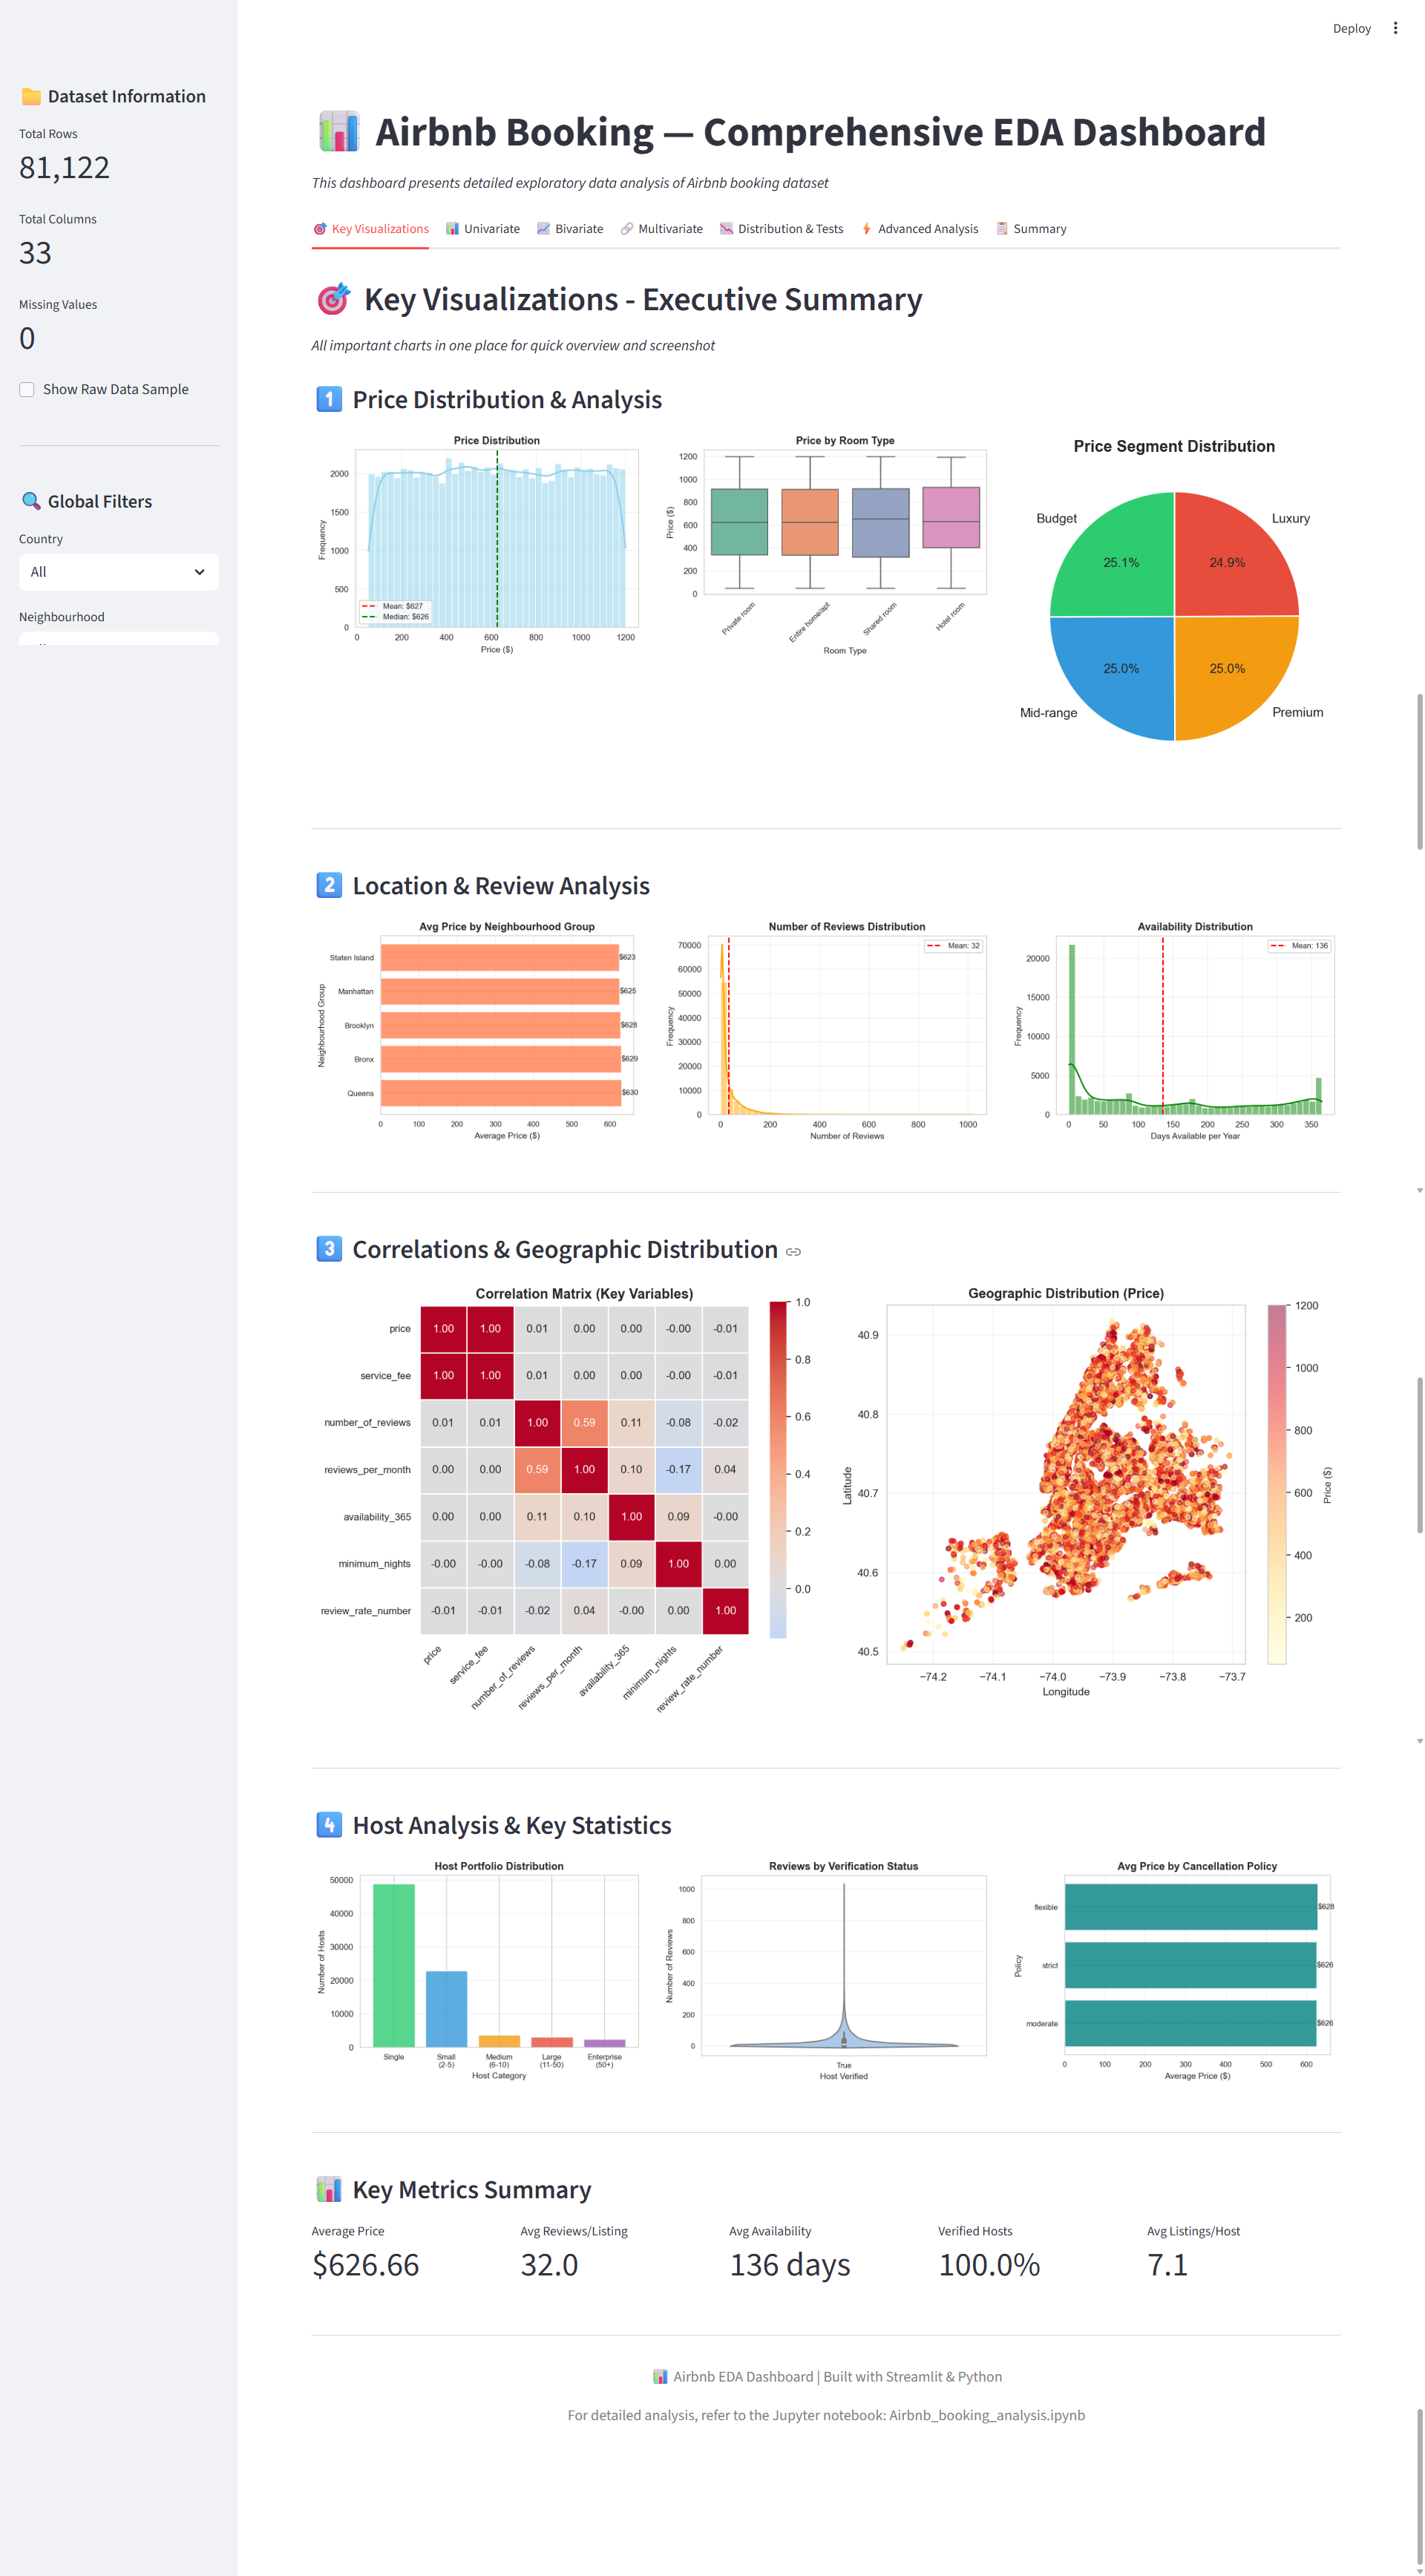 Deploy
Dataset Information
Total Rows
81,122
Total Columns
33
Missing Values
0
Show Raw Data Sample
Global Filters
Country
All
Neighbourhood
Airbnb Booking — Comprehensive EDA Dashboard
This dashboard presents detailed exploratory data analysis of Airbnb booking dataset
Key Visualizations Univariate Bivariate Multivariate Distribution & Tests Advanced Analysis Summary
Key Visualizations - Executive Summary
All important charts in one place for quick overview and screenshot
1 Price Distribution & Analysis
Price Distribution
Frequency
2000
1500
1000
500
0
Mean: $627
Median: $626
0 200 400 600 800 1000 1200
Price ($)
Price by Room Type
Price ($)
1200
1000
800
600
400
200
0
Private room Entire home/apt Shared room Hotel room
Room Type
Price Segment Distribution
Budget
Luxury
25.1%
24.9%
25.0%
25.0%
Mid-range
Premium
2 Location & Review Analysis
Avg Price by Neighbourhood Group
Neighbourhood Group
Staten Island $623
Manhattan $625
Brooklyn $628
Bronx $629
Queens $630
0 100 200 300 400 500 600
Average Price ($)
Number of Reviews Distribution
Mean: 32
Frequency
70000
60000
50000
40000
30000
20000
10000
0
0 200 400 600 800 1000
Number of Reviews
Availability Distribution
Mean: 136
Frequency
20000
15000
10000
5000
0
0 50 100 150 200 250 300 350
Days Available per Year
3 Correlations & Geographic Distribution
Correlation Matrix (Key Variables)
price 1.00 1.00 0.01 0.00 0.00 -0.00 -0.01
service_fee 1.00 1.00 0.01 0.00 0.00 -0.00 -0.01
number_of_reviews 0.01 0.01 1.00 0.59 0.11 -0.08 -0.02
reviews_per_month 0.00 0.00 0.59 1.00 0.10 -0.17 0.04
availability_365 0.00 0.00 0.11 0.10 1.00 0.09 -0.00
minimum_nights -0.00 -0.00 -0.08 -0.17 0.09 1.00 0.00
review_rate_number -0.01 -0.01 -0.02 0.04 -0.00 0.00 1.00
price service_fee number_of_reviews reviews_per_month availability_365 minimum_nights review_rate_number
1.0
0.8
0.6
0.4
0.2
0.0
Geographic Distribution (Price)
Latitude
40.9
40.8
40.7
40.6
40.5
−74.2 −74.1 −74.0 −73.9 −73.8 −73.7
Longitude
1200
1000
800
600
400
200
Price ($)
4 Host Analysis & Key Statistics
Host Portfolio Distribution
Number of Hosts
50000
40000
30000
20000
10000
0
Single Small Medium Large Enterprise
(2-5) (6-10) (11-50) (50+)
Host Category
Reviews by Verification Status
Number of Reviews
1000
800
600
400
200
0
True
Host Verified
Avg Price by Cancellation Policy
Policy
flexible $628
strict $626
moderate $626
0 100 200 300 400 500 600
Average Price ($)
Key Metrics Summary
Average Price Avg Reviews/Listing Avg Availability Verified Hosts Avg Listings/Host
$626.66 32.0 136 days 100.0% 7.1
Airbnb EDA Dashboard | Built with Streamlit & Python
For detailed analysis, refer to the Jupyter notebook: Airbnb_booking_analysis.ipynb